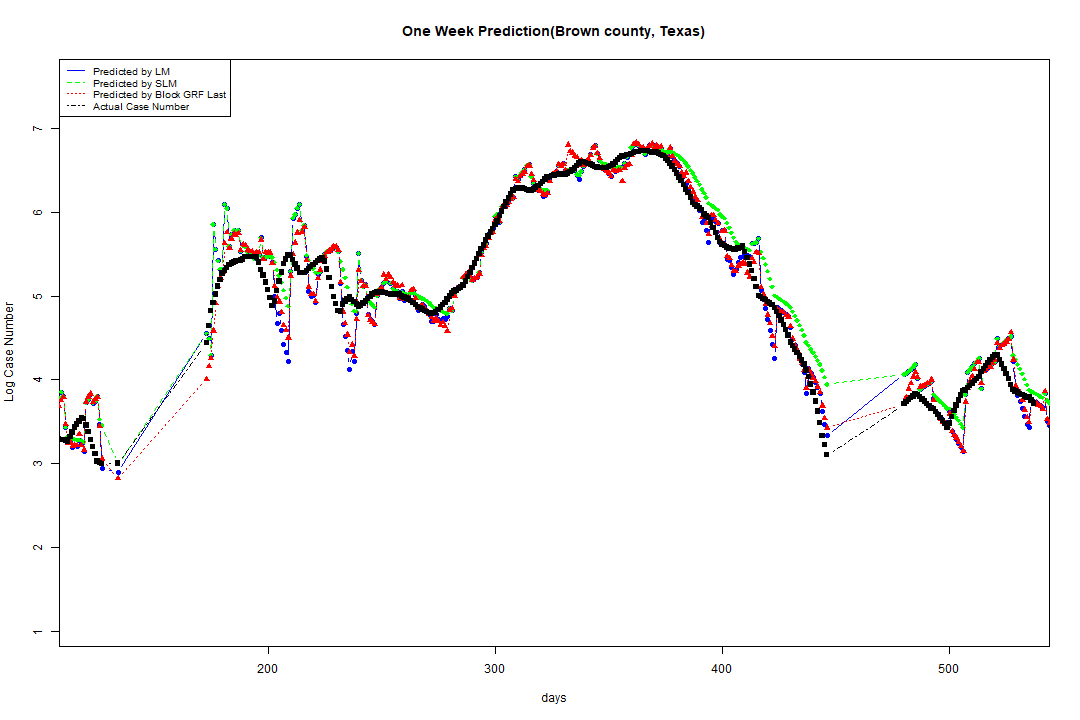 One Week Prediction(Brown county, Texas)
Predicted by LM
Predicted by SLM
Predicted by Block GRF Last
Actual Case Number
7
6
5
4
3
2
1
Log Case Number
200
300
400
500
days